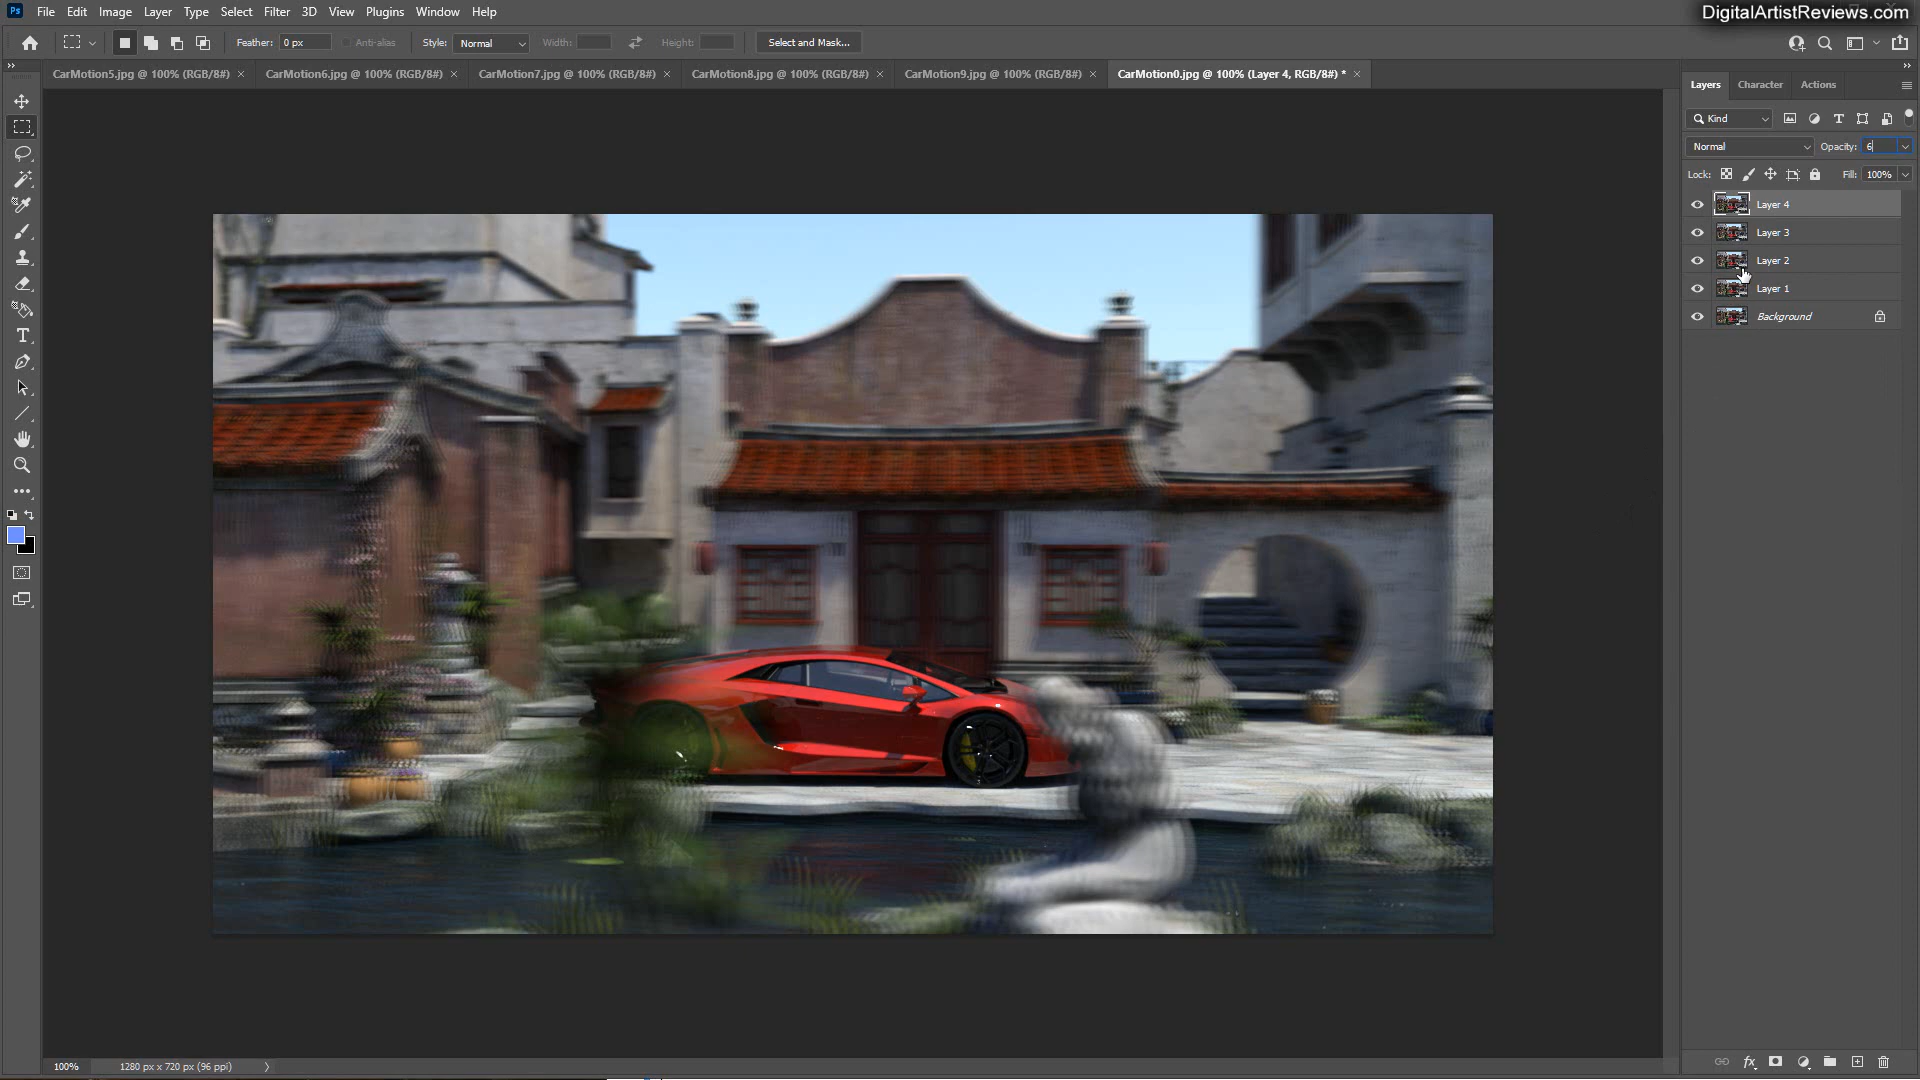 Ps File Edit Image Layer Type Select Filter 3D View Plugins Window Help
DigitalArtistReviews.com
Feather: 0 px Anti-alias Style: Normal Width: Height: Select and Mask...
CarMotion5.jpg @ 100% (RGB/8#) × CarMotion6.jpg @ 100% (RGB/8#) × CarMotion7.jpg @ 100% (RGB/8#) × CarMotion8.jpg @ 100% (RGB/8#) × CarMotion9.jpg @ 100% (RGB/8#) × CarMotion0.jpg @ 100% (Layer 4, RGB/8#) * ×
Layers Character Actions
Kind
Normal Opacity: 6
Lock: Fill: 100%
Layer 4
Layer 3
Layer 2
Layer 1
Background
100% 1280 px x 720 px (96 ppi)